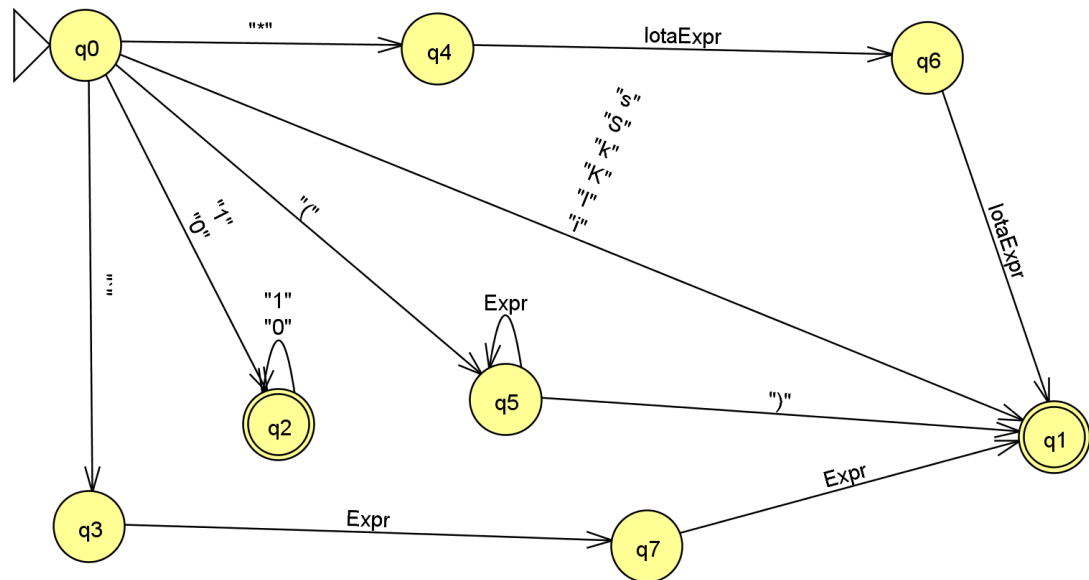 q0
"*"
q4
IotaExpr
q6
"s"
"S"
"k"
"K"
"I"
"i"
"("
"1"
"0"
IotaExpr
"`"
Expr
"1"
"0"
q5
")"
q2
q1
Expr
q3
Expr
q7